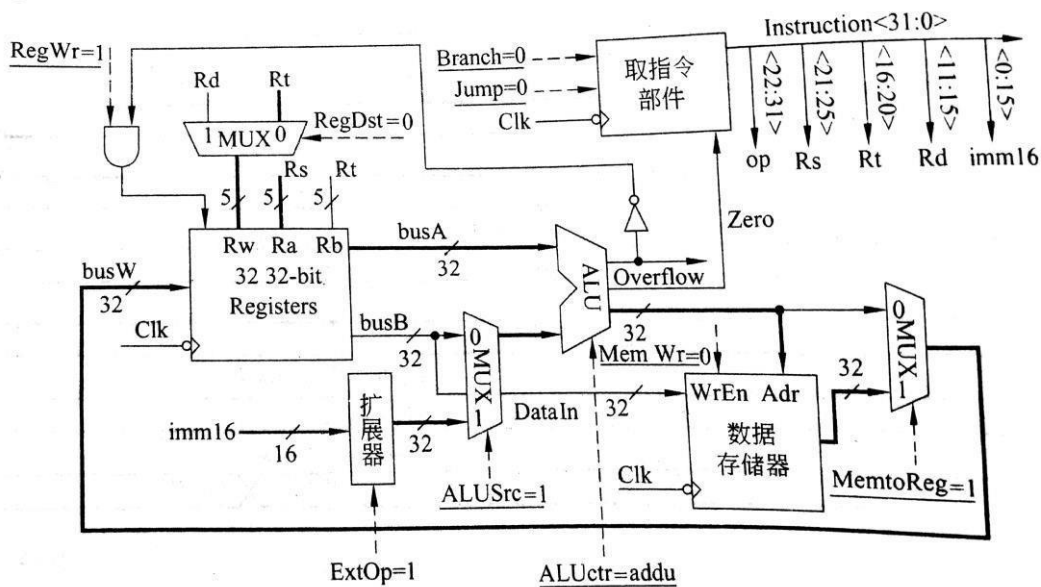 Instruction<31:0>
RegWr=1
Branch=0
取指令
部件
<22:31>
<21:25>
<16:20>
<11:15>
<0:15>
Rd
Rt
Jump=0
1 MUX 0
RegDst=0
Clk
op
Rs
Rt
Rd
imm16
Rs
Rt
5
5
5
Zero
Rw
Ra
Rb
busA
32
ALU
Overflow
busW
32
32 32-bit
Registers
Clk
busB
32
0
MUX
1
32
Mem Wr=0
0
MUX
1
32
WrEn
Adr
DataIn
32
扩展器
32
imm16
16
数据
存储器
Clk
ALUSrc=1
MemtoReg=1
ExtOp=1
ALUctr=addu